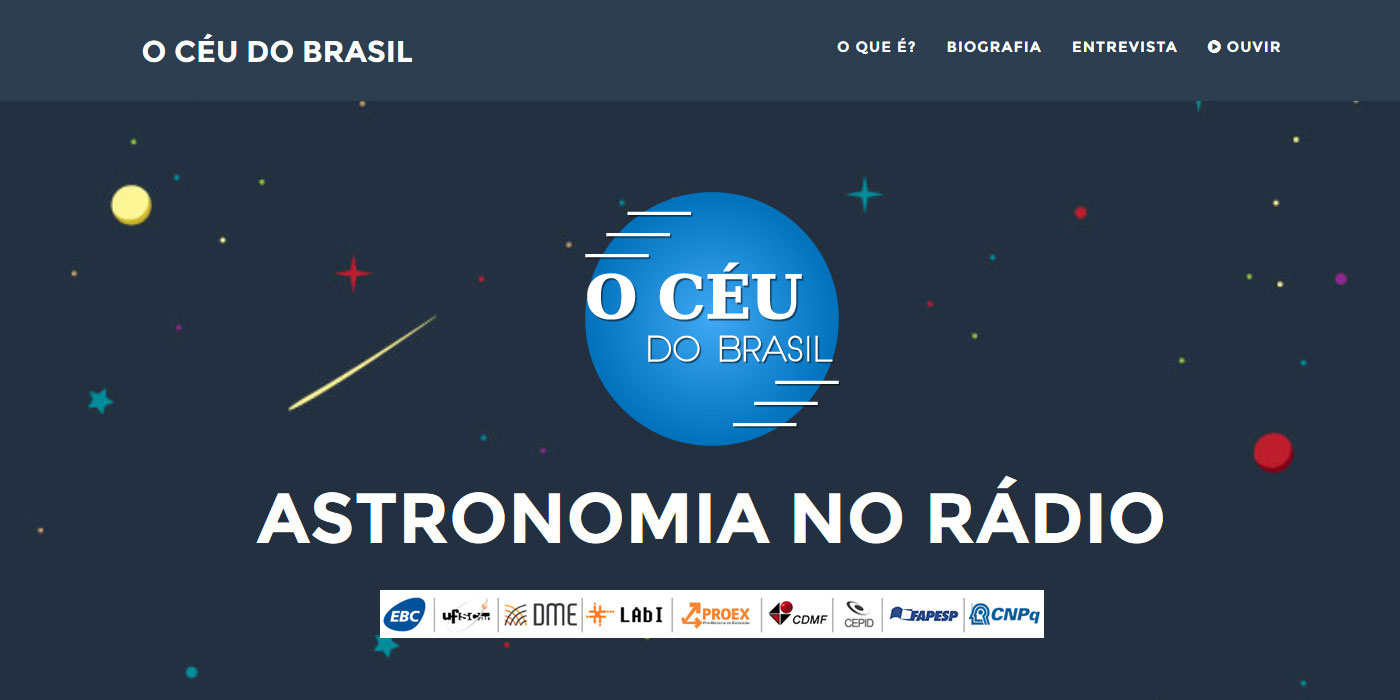 O CÉU DO BRASIL
O QUE É? BIOGRAFIA ENTREVISTA OUVIR
O CÉU
DO BRASIL
ASTRONOMIA NO RÁDIO
EBC ufscar DME LAbI PROEX CDMF CEPID FAPESP CNPq